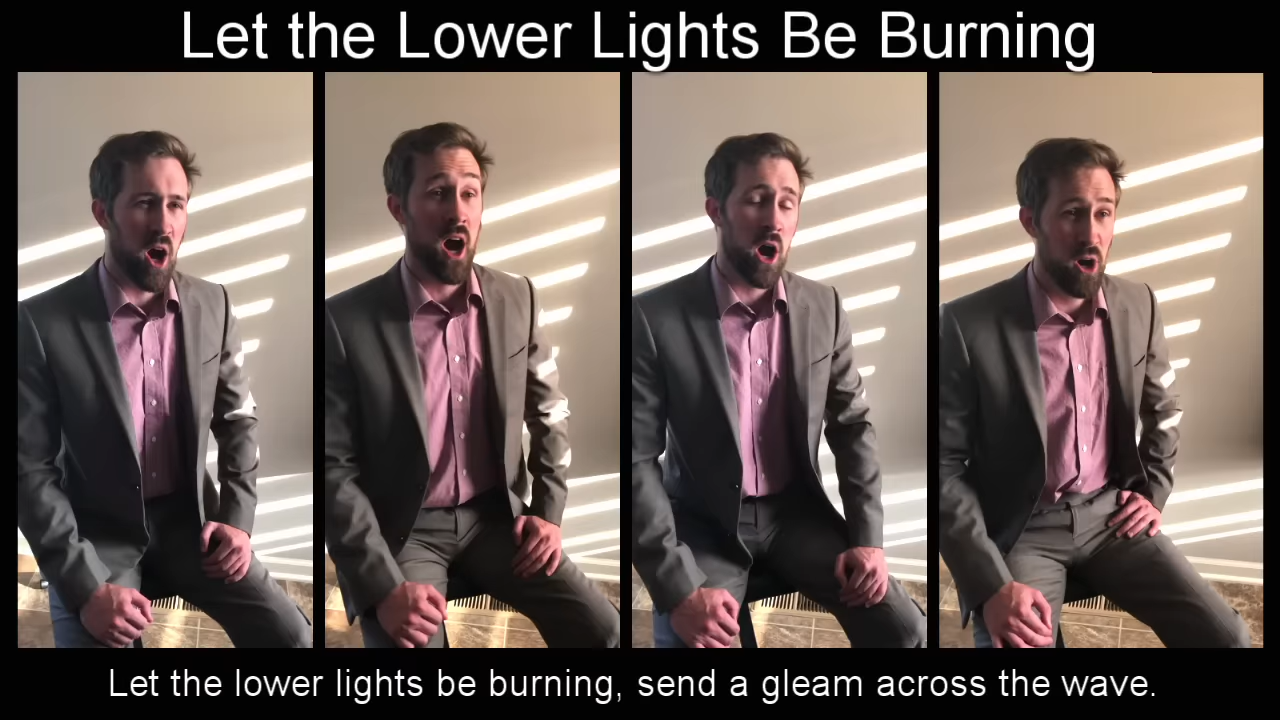 Let the Lower Lights Be Burning
Let the lower lights be burning, send a gleam across the wave.